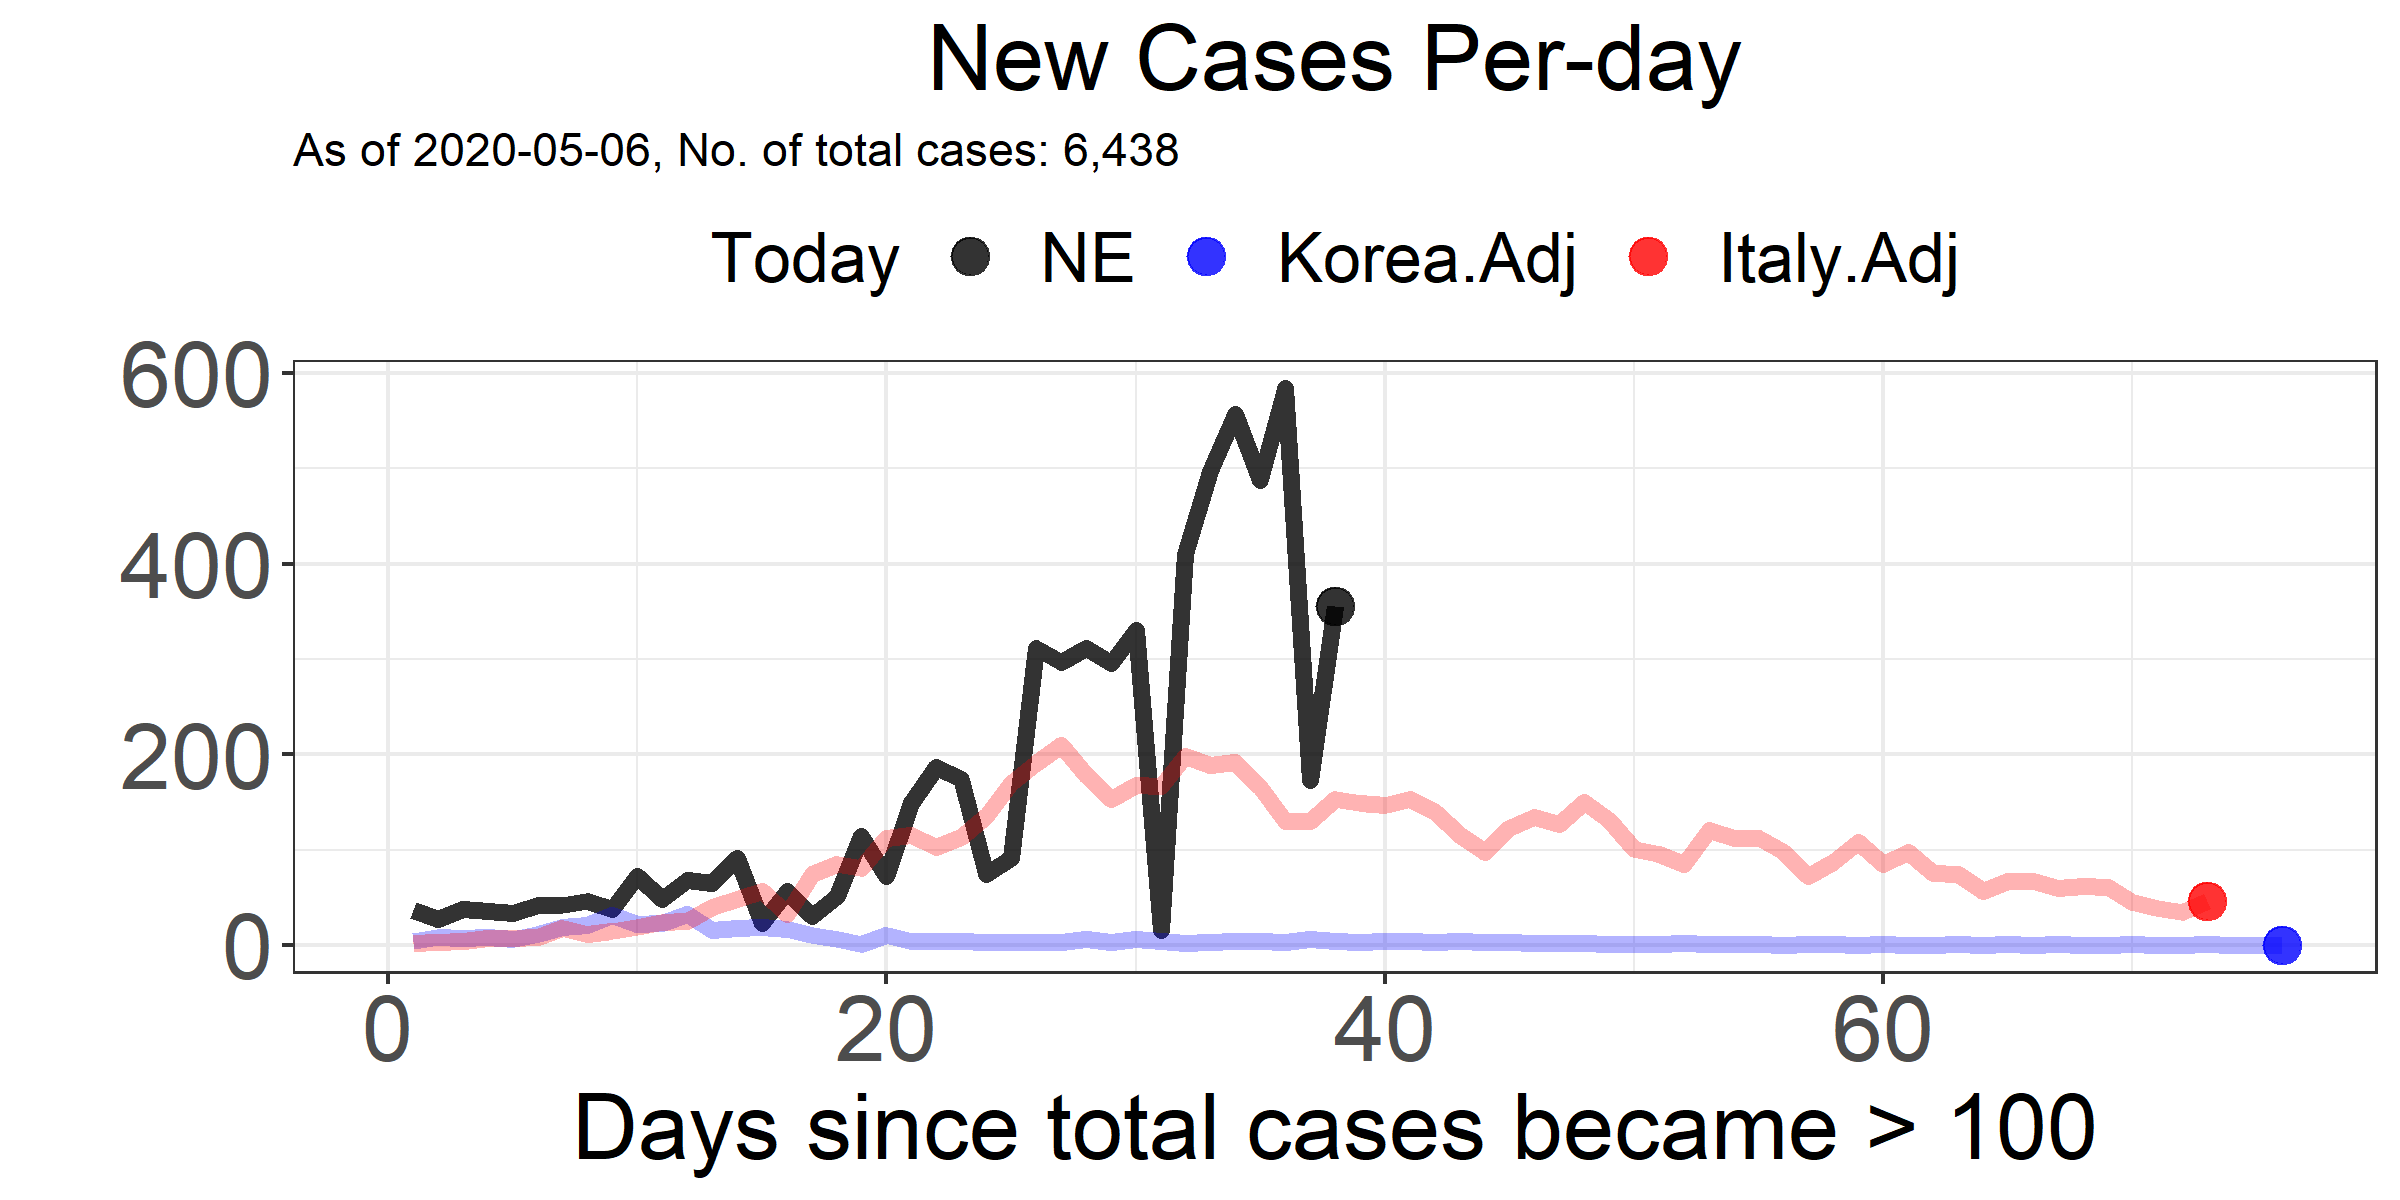 New Cases Per-day
As of 2020-05-06, No. of total cases: 6,438
Today NE Korea.Adj Italy.Adj
600
400
200
0
0 20 40 60
Days since total cases became > 100